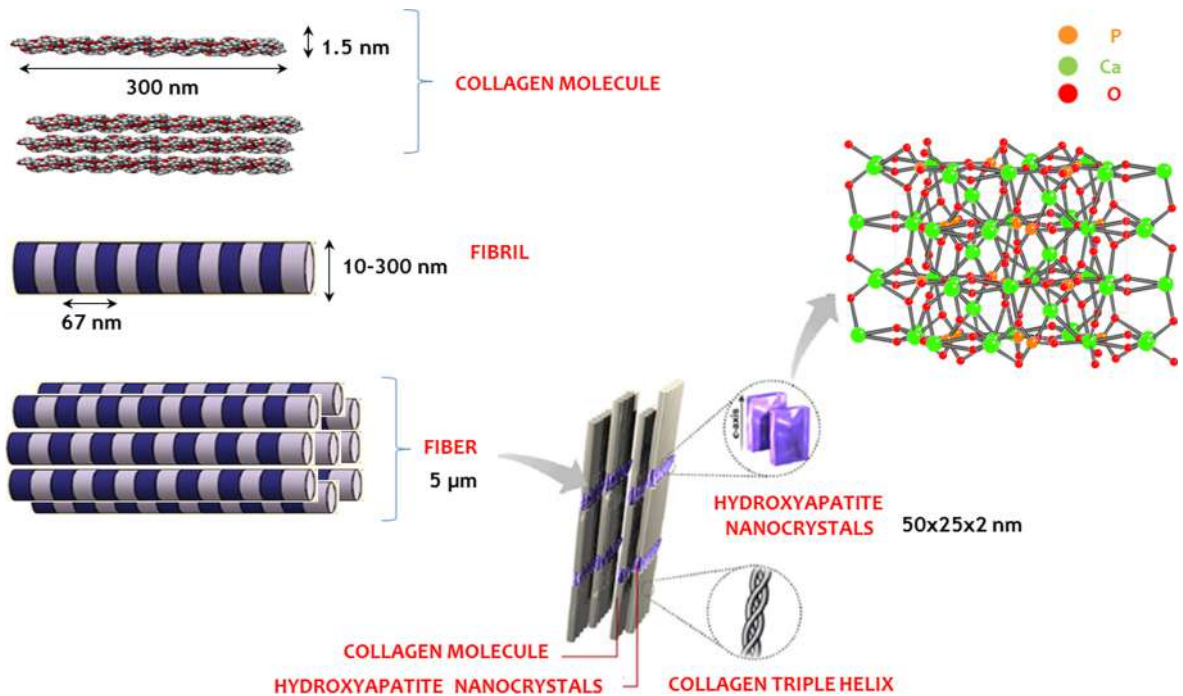 1.5 nm
300 nm
COLLAGEN MOLECULE
P
Ca
O
FIBRIL
10-300 nm
67 nm
FIBER
5 µm
c-axis
HYDROXYAPATITE
NANOCRYSTALS
50x25x2 nm
COLLAGEN MOLECULE
HYDROXYAPATITE NANOCRYSTALS
COLLAGEN TRIPLE HELIX